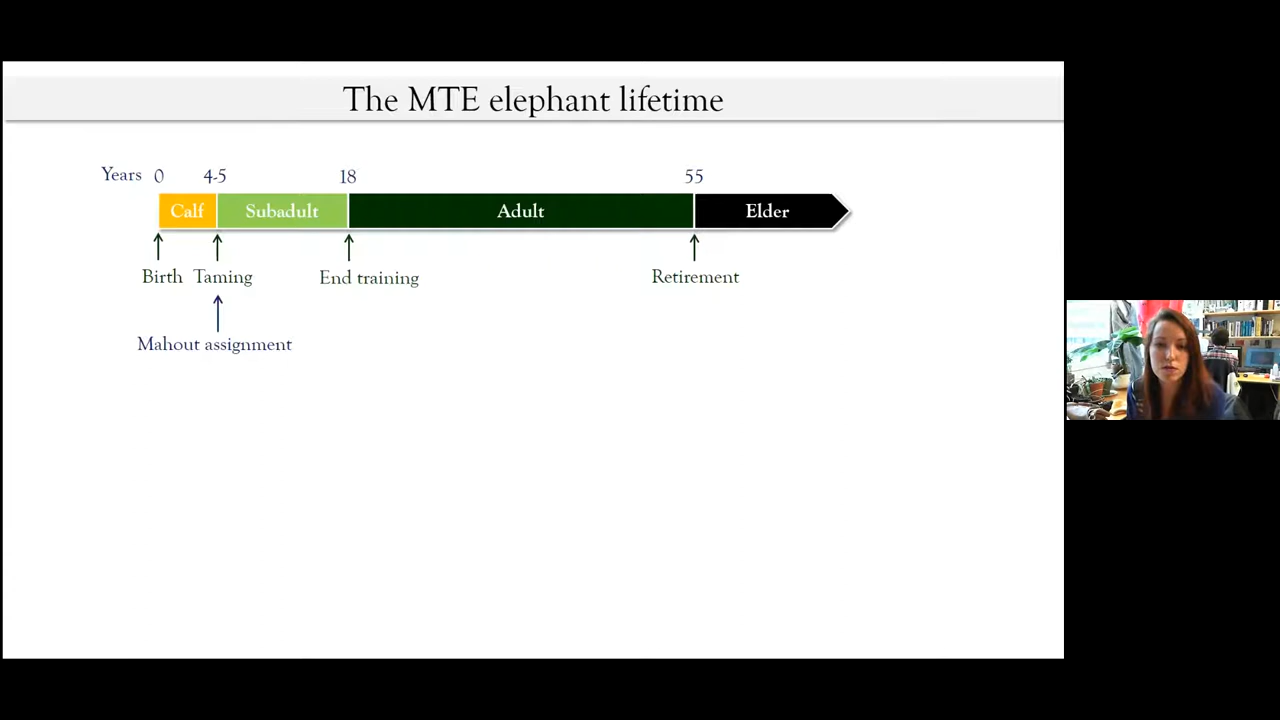 The MTE elephant lifetime
Years 0 4-5 18 55
Calf Subadult Adult Elder
Birth Taming End training Retirement
Mahout assignment